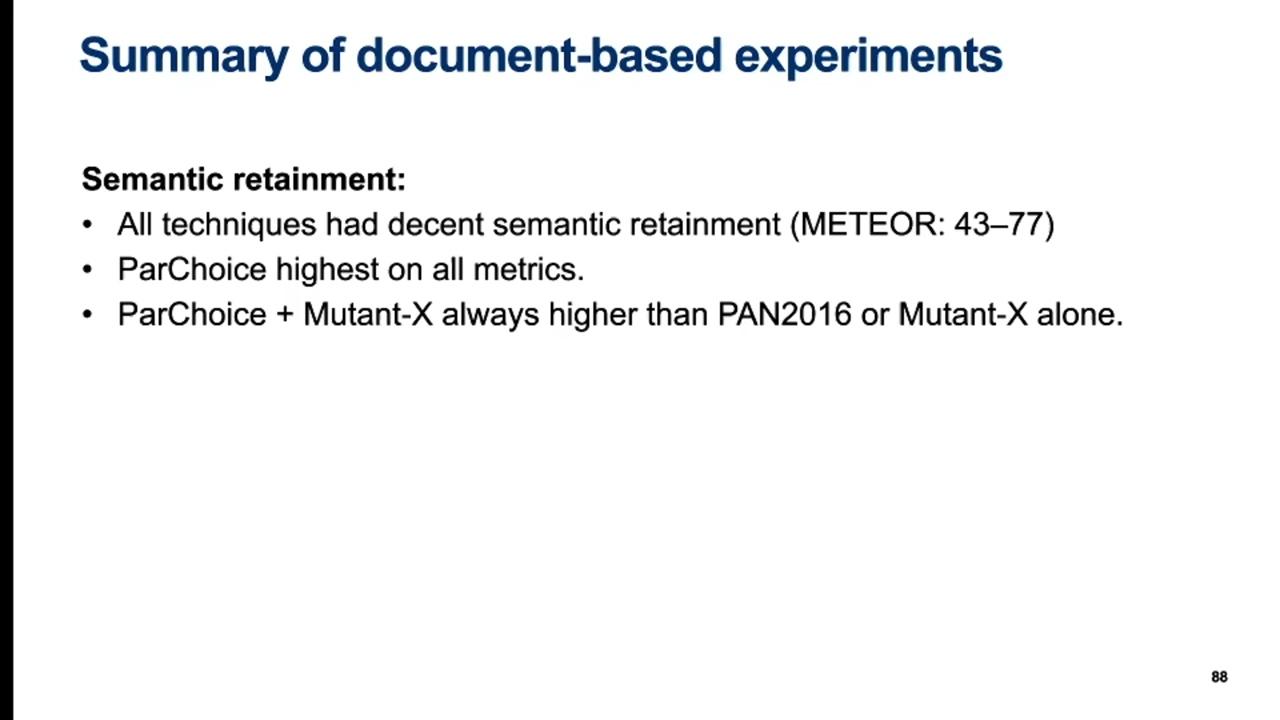 Summary of document-based experiments
Semantic retainment:
• All techniques had decent semantic retainment (METEOR: 43–77)
• ParChoice highest on all metrics.
• ParChoice + Mutant-X always higher than PAN2016 or Mutant-X alone.
88